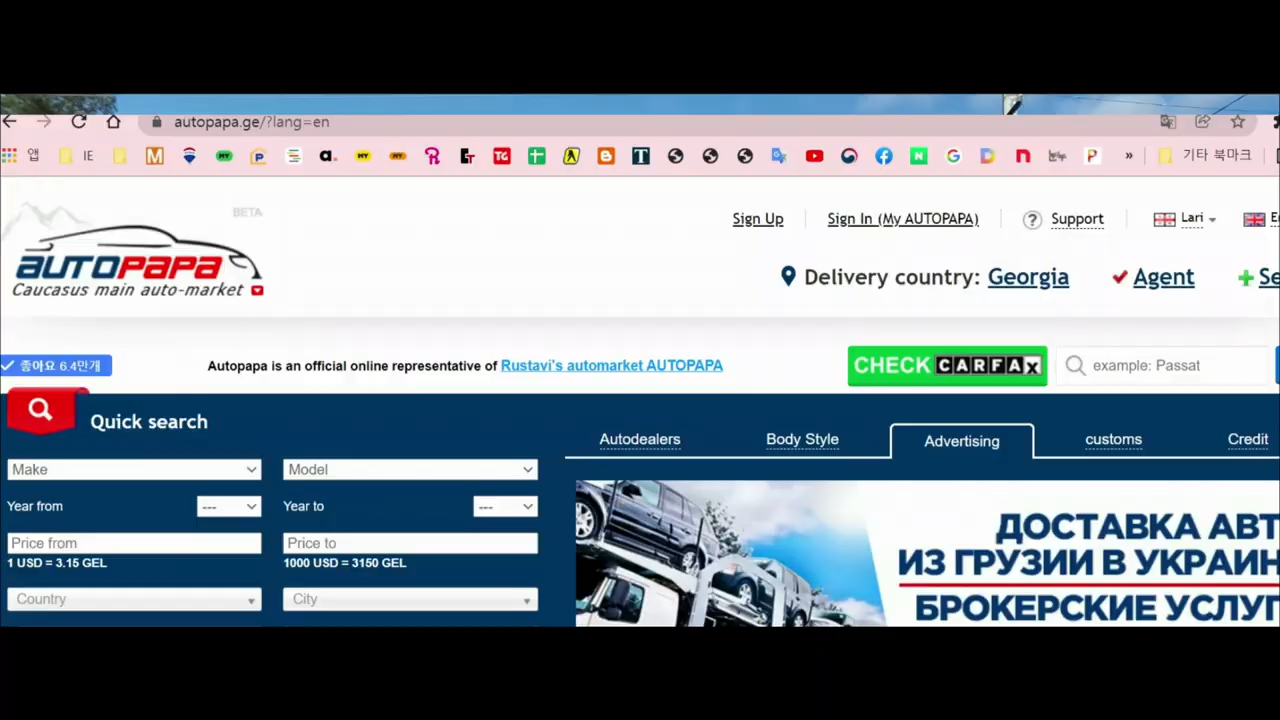 autopapa.ge/?lang=en
앱
IE
기타 북마크
BETA
AUTOPAPA
Caucasus main auto-market
Sign Up
Sign In (My AUTOPAPA)
Support
Lari
Delivery country: Georgia
Agent
좋아요 6.4만개
Autopapa is an official online representative of Rustavi's automarket AUTOPAPA
CHECK CARFAX
example: Passat
Quick search
Autodealers
Body Style
Advertising
customs
Credit
Make
Model
Year from
---
Year to
---
Price from
Price to
1 USD = 3.15 GEL
1000 USD = 3150 GEL
Country
City
ДОСТАВКА АВТ
ИЗ ГРУЗИИ В УКРАИН
БРОКЕРСКИЕ УСЛУГ